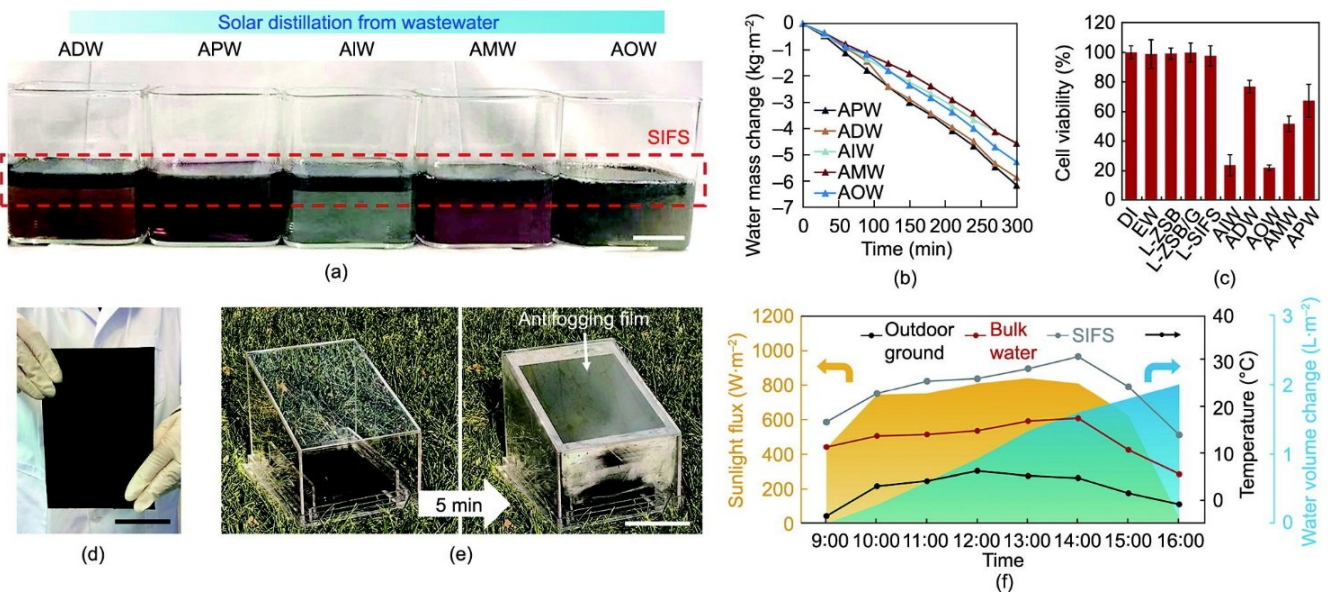 Solar distillation from wastewater
ADW APW AIW AMW AOW
SIFS
(a)
Water mass change (kg·m⁻²)
0
−1
−2
−3
−4
−5
−6
−7
APW
ADW
AIW
AMW
AOW
0 50 100 150 200 250 300
Time (min)
(b)
Cell viability (%)
120
100
80
60
40
20
0
DI
EW
L-ZSB
L-ZSB/G
L-SIFS
AIW
ADW
AOW
AMW
APW
(c)
(d)
Antifogging film
5 min
(e)
Sunlight flux (W·m⁻²)
1200
1000
800
600
400
200
0
Outdoor
ground
Bulk
water
SIFS
40
30
20
10
0
Temperature (°C)
3
2
1
0
Water volume change (L·m⁻²)
9:00 10:00 11:00 12:00 13:00 14:00 15:00 16:00
Time
(f)